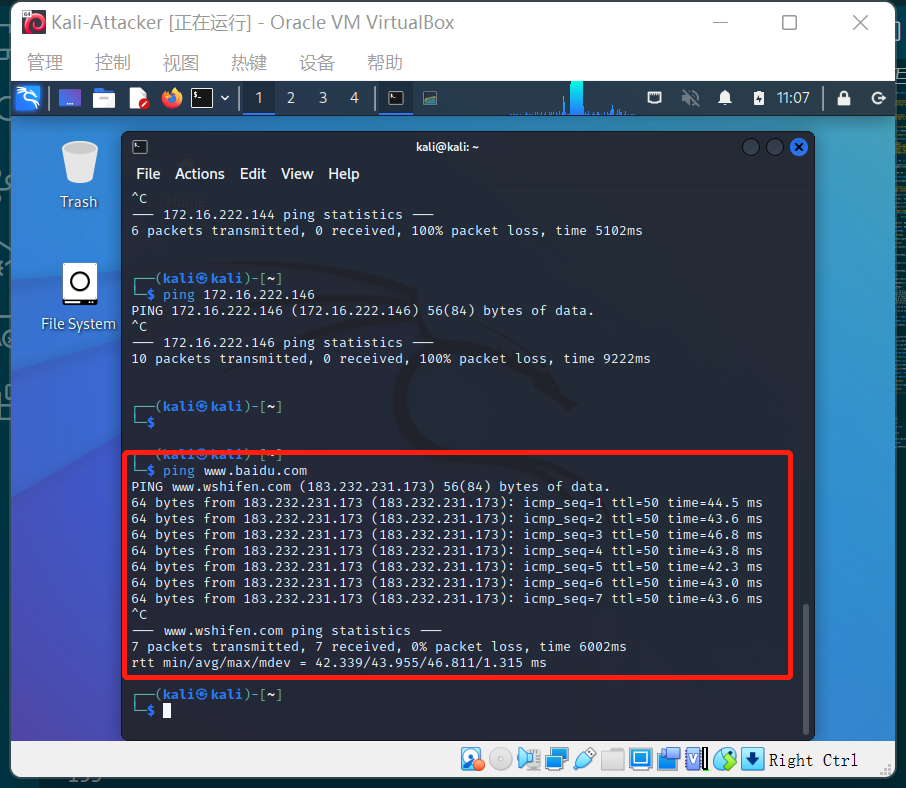 Kali-Attacker [正在运行] - Oracle VM VirtualBox
管理 控制 视图 热键 设备 帮助
1 2 3 4 11:07
kali@kali: ~
File Actions Edit View Help
Trash
File System
^C
── 172.16.222.144 ping statistics ──
6 packets transmitted, 0 received, 100% packet loss, time 5102ms
┌──(kali㉿kali)-[~]
└─$ ping 172.16.222.146
PING 172.16.222.146 (172.16.222.146) 56(84) bytes of data.
^C
── 172.16.222.146 ping statistics ──
10 packets transmitted, 0 received, 100% packet loss, time 9222ms
┌──(kali㉿kali)-[~]
└─$
┌──(kali㉿kali)-[~]
└─$ ping www.baidu.com
PING www.wshifen.com (183.232.231.173) 56(84) bytes of data.
64 bytes from 183.232.231.173 (183.232.231.173): icmp_seq=1 ttl=50 time=44.5 ms
64 bytes from 183.232.231.173 (183.232.231.173): icmp_seq=2 ttl=50 time=43.6 ms
64 bytes from 183.232.231.173 (183.232.231.173): icmp_seq=3 ttl=50 time=46.8 ms
64 bytes from 183.232.231.173 (183.232.231.173): icmp_seq=4 ttl=50 time=43.8 ms
64 bytes from 183.232.231.173 (183.232.231.173): icmp_seq=5 ttl=50 time=42.3 ms
64 bytes from 183.232.231.173 (183.232.231.173): icmp_seq=6 ttl=50 time=43.0 ms
64 bytes from 183.232.231.173 (183.232.231.173): icmp_seq=7 ttl=50 time=43.6 ms
^C
── www.wshifen.com ping statistics ──
7 packets transmitted, 7 received, 0% packet loss, time 6002ms
rtt min/avg/max/mdev = 42.339/43.955/46.811/1.315 ms
┌──(kali㉿kali)-[~]
└─$
Right Ctrl